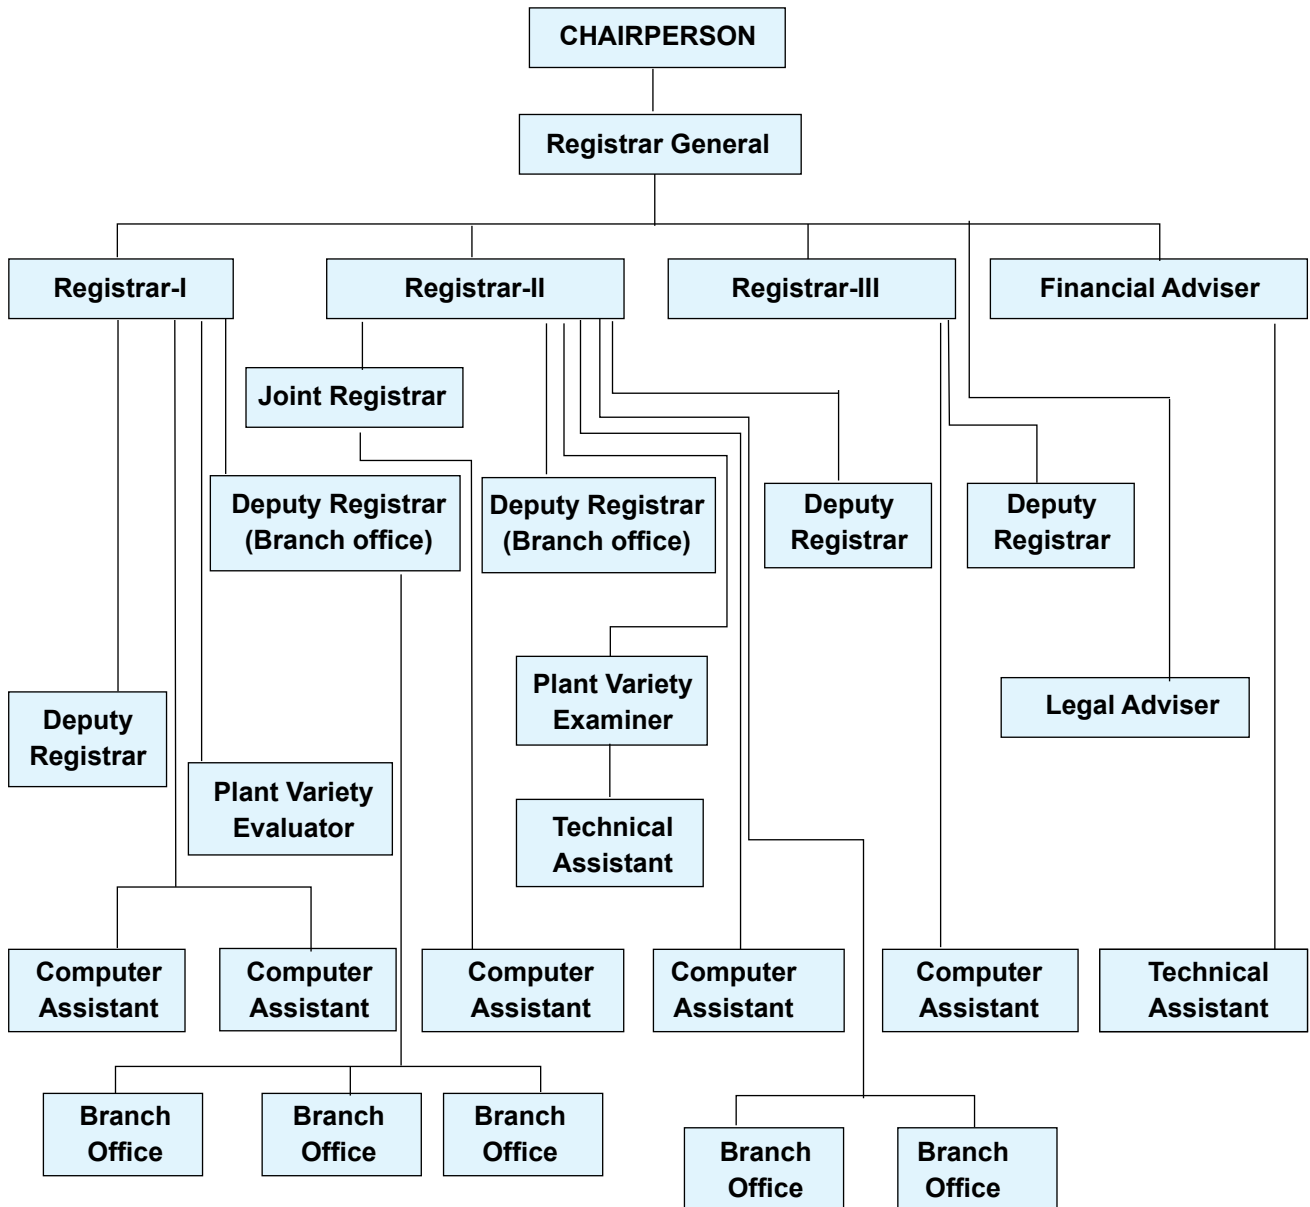 CHAIRPERSON
Registrar General
Registrar-I
Registrar-II
Registrar-III
Financial Adviser
Joint Registrar
Deputy Registrar
(Branch office)
Deputy Registrar
(Branch office)
Deputy
Registrar
Deputy
Registrar
Plant Variety
Examiner
Legal Adviser
Deputy
Registrar
Plant Variety
Evaluator
Technical
Assistant
Computer
Assistant
Computer
Assistant
Computer
Assistant
Computer
Assistant
Computer
Assistant
Technical
Assistant
Branch
Office
Branch
Office
Branch
Office
Branch
Office
Branch
Office